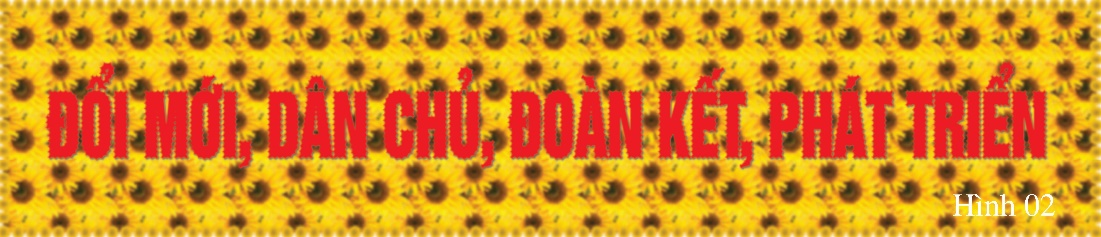 ĐỔI MỚI, DÂN CHỦ, ĐOÀN KẾT, PHÁT TRIỂN
Hình 02